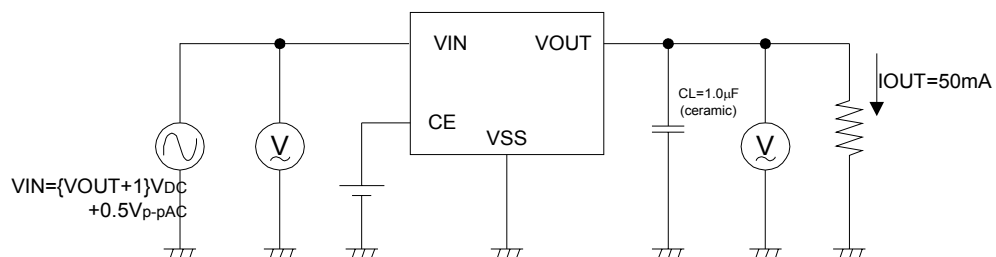 VIN
VOUT
CE
VSS
CL=1.0μF
(ceramic)
IOUT=50mA
V
V
VIN={VOUT+1}VDC
+0.5Vp-pAC